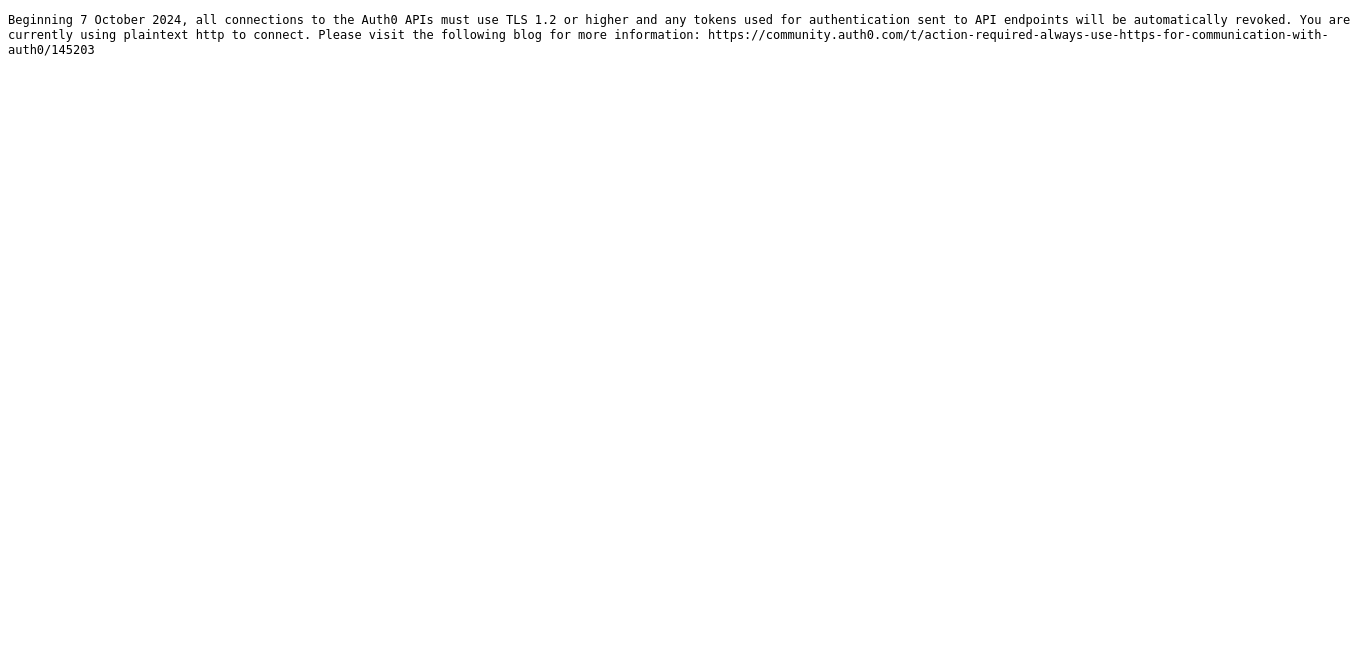 Beginning 7 October 2024, all connections to the Auth0 APIs must use TLS 1.2 or higher and any tokens used for authentication sent to API endpoints will be automatically revoked. You are
currently using plaintext http to connect. Please visit the following blog for more information: https://community.auth0.com/t/action-required-always-use-https-for-communication-with-
auth0/145203